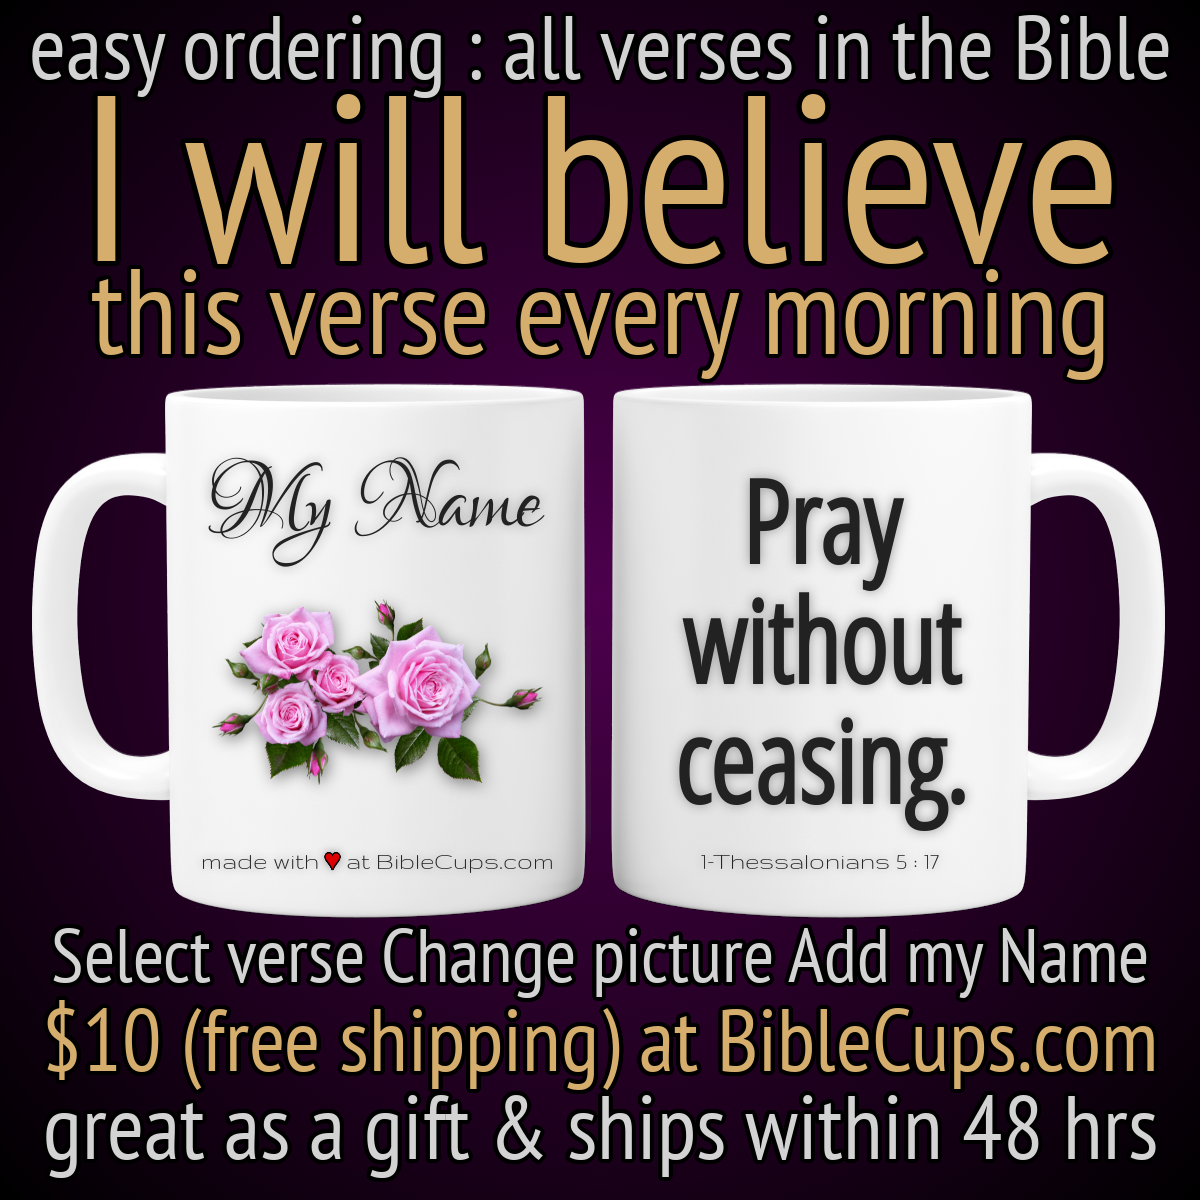 easy ordering : all verses in the Bible
I will believe
this verse every morning
My Name
made with ♥ at BibleCups.com
Pray
without
ceasing.
1-Thessalonians 5 : 17
Select verse Change picture Add my Name
$10 (free shipping) at BibleCups.com
great as a gift & ships within 48 hrs